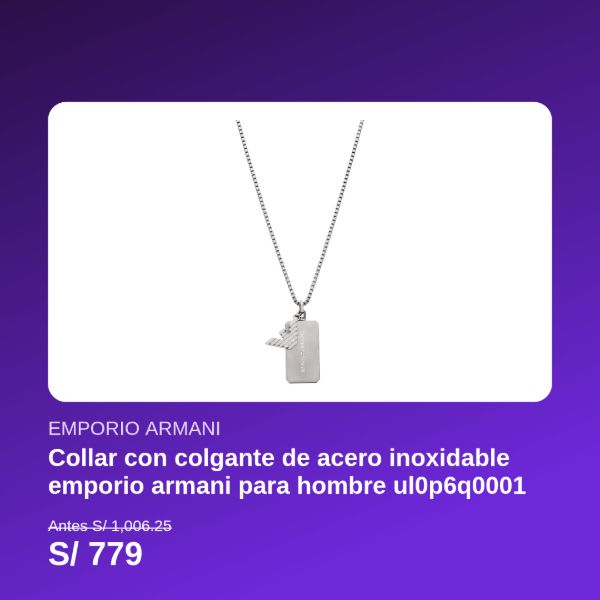 EMPORIO ARMANI
Collar con colgante de acero inoxidable
emporio armani para hombre ul0p6q0001
Antes S/ 1,006.25
S/ 779